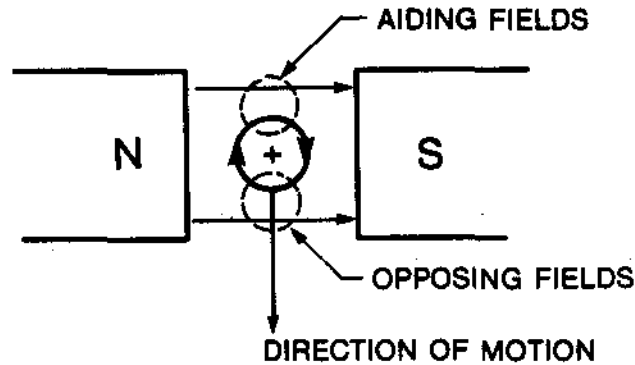 AIDING FIELDS
N
+
S
OPPOSING FIELDS
DIRECTION OF MOTION